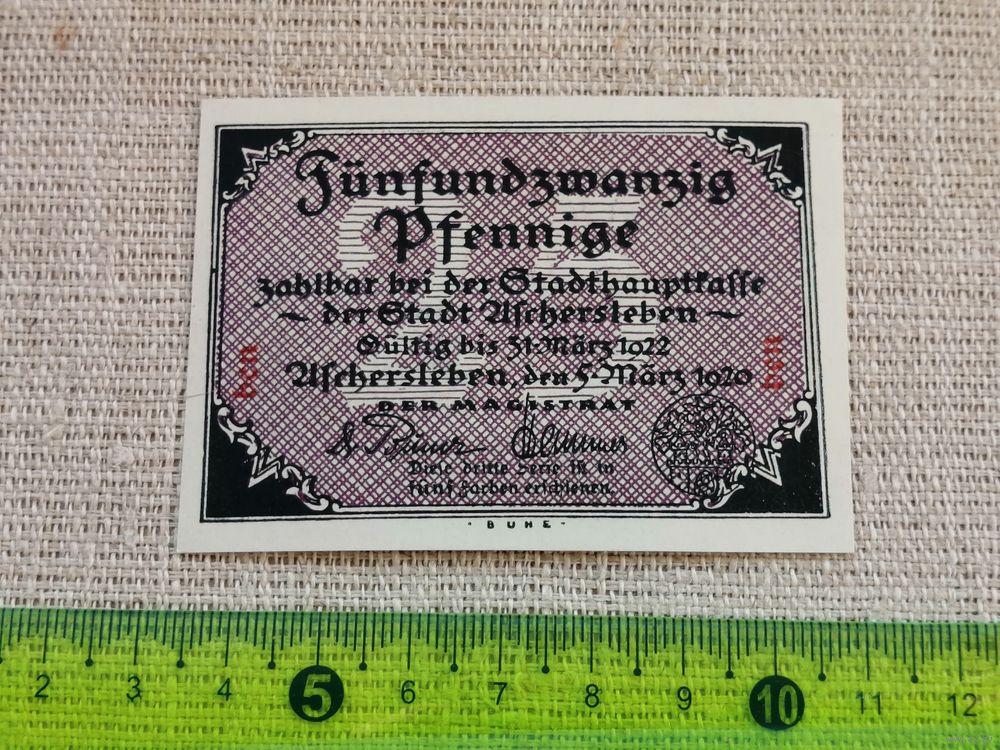 Fünfundzwanzig
Pfennige
zahlbar bei der Stadthauptkasse
~ der Stadt Aschersleben ~
Gültig bis 31. März 1922
Aschersleben, den 5. März 1920
DER MAGISTRAT
Diese dritte Serie ist in
fünf Farben erschienen.
· BUHE ·
2 3 4 5 6 7 8 9 10 11 12